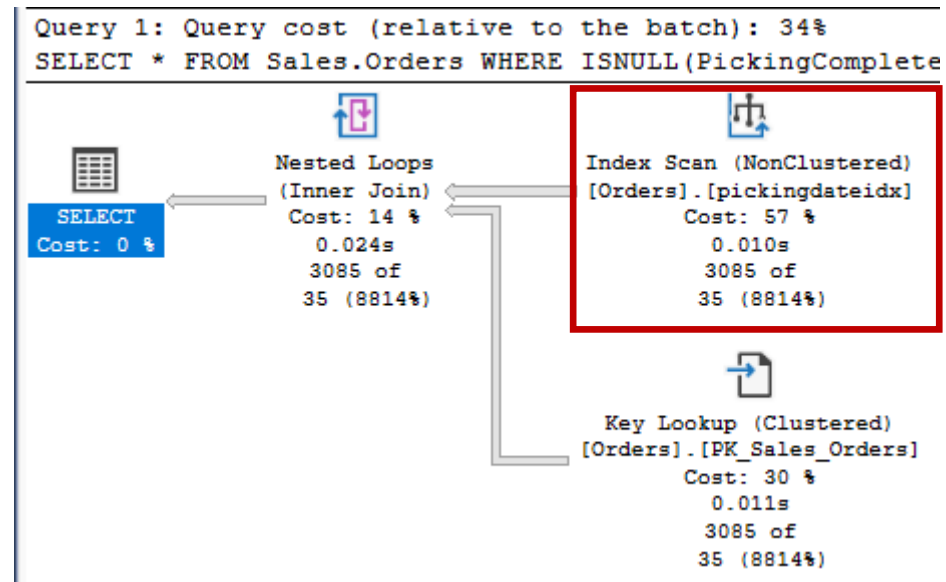 Query 1: Query cost (relative to the batch): 34%
SELECT * FROM Sales.Orders WHERE ISNULL(PickingComplete
Nested Loops
(Inner Join)
Cost: 14 %
0.024s
3085 of
35 (8814%)
Index Scan (NonClustered)
[Orders].[pickingdateidx]
Cost: 57 %
0.010s
3085 of
35 (8814%)
SELECT
Cost: 0 %
Key Lookup (Clustered)
[Orders].[PK_Sales_Orders]
Cost: 30 %
0.011s
3085 of
35 (8814%)